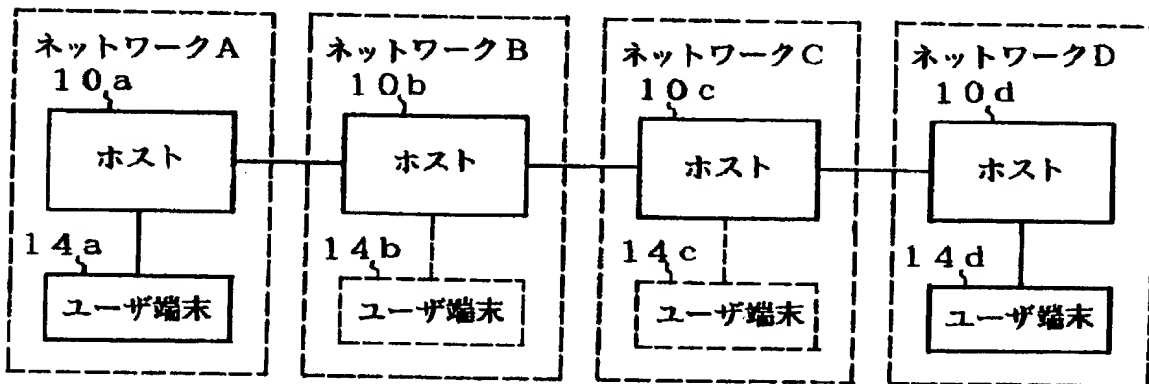 ネットワークA
ネットワークB
ネットワークC
ネットワークD
10a
10b
10c
10d
ホスト
ホスト
ホスト
ホスト
14a
14b
14c
14d
ユーザ端末
ユーザ端末
ユーザ端末
ユーザ端末